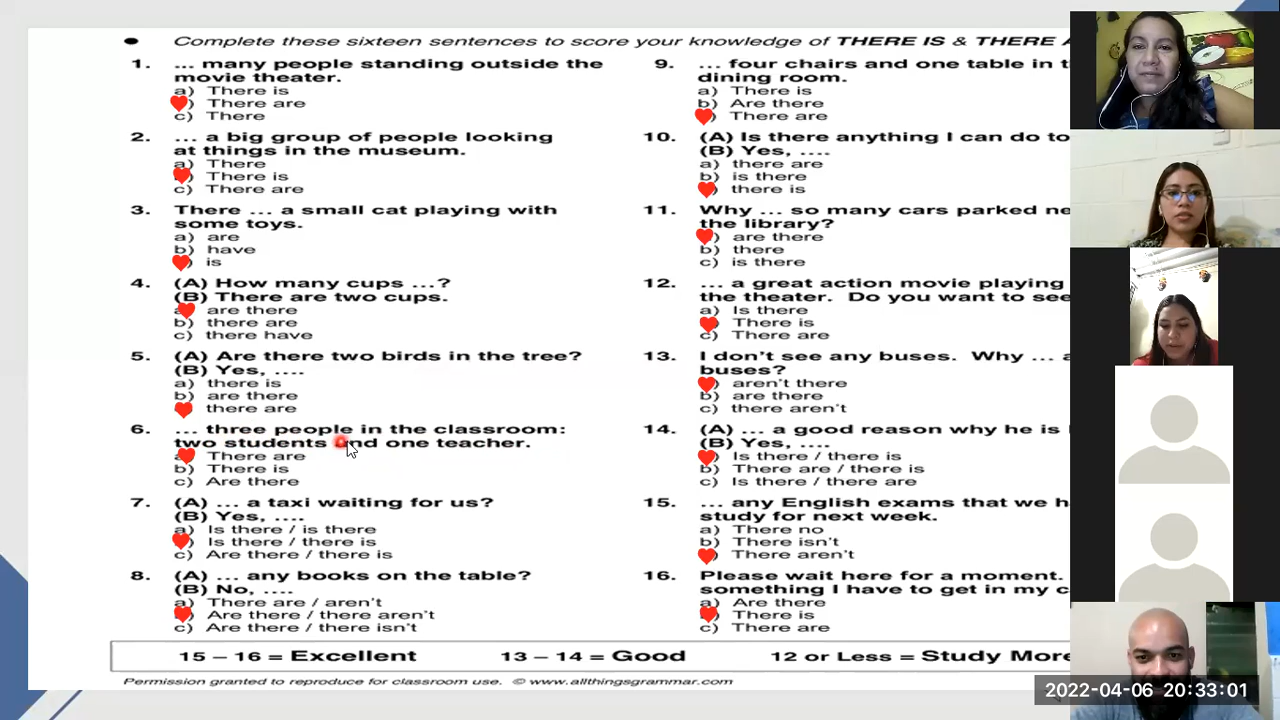 ● Complete these sixteen sentences to score your knowledge of THERE IS & THERE
1. ... many people standing outside the
movie theater.
a) There is
) There are
c) There
2. ... a big group of people looking
at things in the museum.
a) There
) There is
c) There are
3. There ... a small cat playing with
some toys.
a) are
b) have
) is
4. (A) How many cups ...?
(B) There are two cups.
are there
b) there are
c) there have
5. (A) Are there two birds in the tree?
(B) Yes, ....
a) there is
b) are there
) there are
6. ... three people in the classroom:
two students and one teacher.
There are
b) There is
c) Are there
7. (A) ... a taxi waiting for us?
(B) Yes, ....
a) Is there / is there
) Is there / there is
c) Are there / there is
8. (A) ... any books on the table?
(B) No, ....
a) There are / aren't
) Are there / there aren't
c) Are there / there isn't
9. ... four chairs and one table in
dining room.
a) There is
b) Are there
) There are
10. (A) Is there anything I can do to
(B) Yes, ....
a) there are
b) is there
) there is
11. Why ... so many cars parked
the library?
) are there
b) there
c) is there
12. ... a great action movie playing
the theater. Do you want to see
a) Is there
) There is
c) There are
13. I don't see any buses. Why ...
buses?
) aren't there
b) are there
c) there aren't
14. (A) ... a good reason why he is
(B) Yes, ....
) Is there / there is
b) There are / there is
c) Is there / there are
15. ... any English exams that we
study for next week.
a) There no
b) There isn't
) There aren't
16. Please wait here for a moment.
something I have to get in my
a) Are there
) There is
c) There are
15 – 16 = Excellent 13 – 14 = Good 12 or Less = Study More
Permission granted to reproduce for classroom use. © www.allthingsgrammar.com
2022-04-06 20:33:01